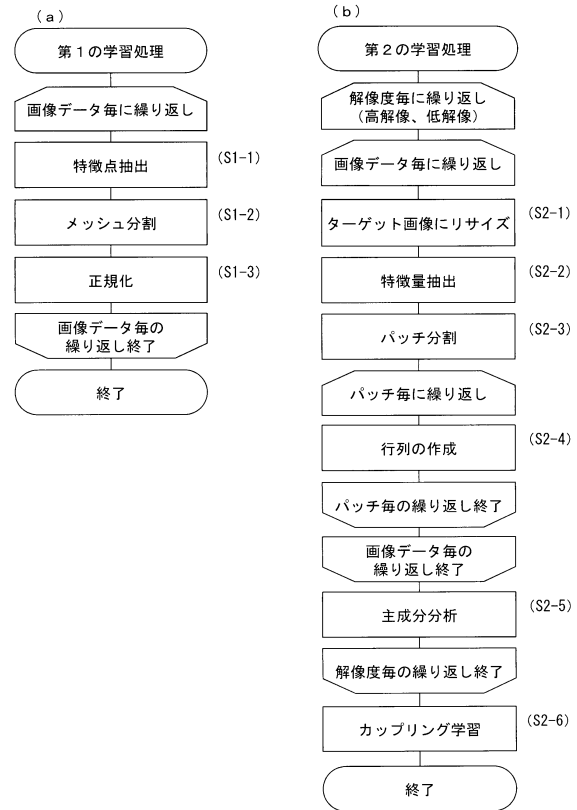 (a)
第1の学習処理
画像データ毎に繰り返し
特徴点抽出
(S1-1)
メッシュ分割
(S1-2)
正規化
(S1-3)
画像データ毎の
繰り返し終了
終了
(b)
第2の学習処理
解像度毎に繰り返し
(高解像、低解像)
画像データ毎に繰り返し
ターゲット画像にリサイズ
(S2-1)
特徴量抽出
(S2-2)
パッチ分割
(S2-3)
パッチ毎に繰り返し
行列の作成
(S2-4)
パッチ毎の繰り返し終了
画像データ毎の
繰り返し終了
主成分分析
(S2-5)
解像度毎の繰り返し終了
カップリング学習
(S2-6)
終了